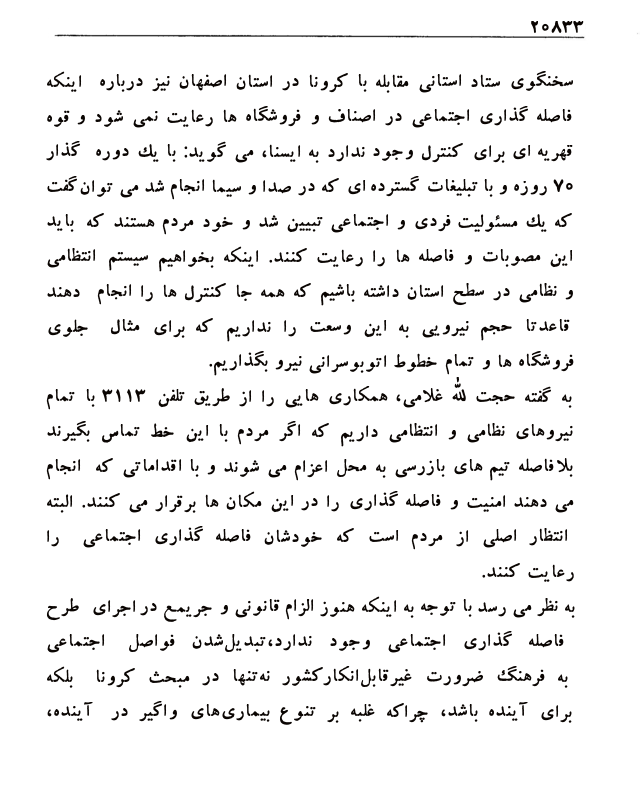 ۲۰۸۳۳
سخنگوی ستاد استانی مقابله با کرونا در استان اصفهان نیز درباره اینکه
فاصله گذاری اجتماعی در اصناف و فروشگاه ها رعایت نمی شود و قوه
قهریه ای برای کنترل وجود ندارد به ایسنا، می گوید: با یك دوره گذار
۷۰ روزه و با تبلیغات گسترده ای که در صدا و سیما انجام شد می توان گفت
که یك مسئولیت فردی و اجتماعی تبیین شد و خود مردم هستند که باید
این مصوبات و فاصله ها را رعایت کنند. اینکه بخواهیم سیستم انتظامی
و نظامی در سطح استان داشته باشیم که همه جا کنترل ها را انجام دهند
قاعدتا حجم نیرویی به این وسعت را نداریم که برای مثال جلوی
فروشگاه ها و تمام خطوط اتوبوسرانی نیرو بگذاریم.
به گفته حجت لله غلامی، همکاری هایی را از طریق تلفن ۳۱۱۳ با تمام
نیروهای نظامی و انتظامی داریم که اگر مردم با این خط تماس بگیرند
بلافاصله تیم های بازرسی به محل اعزام می شوند و با اقداماتی که انجام
می دهند امنیت و فاصله گذاری را در این مکان ها برقرار می کنند. البته
انتظار اصلی از مردم است که خودشان فاصله گذاری اجتماعی را
رعایت کنند.
به نظر می رسد با توجه به اینکه هنوز الزام قانونی و جریمع در اجرای طرح
فاصله گذاری اجتماعی وجود ندارد،تبدیل‌شدن فواصل اجتماعی
به فرهنگ ضرورت غیرقابل‌انکارکشور نه‌تنها در مبحث کرونا بلکه
برای آینده باشد، چراکه غلبه بر تنوع بیماری‌های واگیر در آینده،